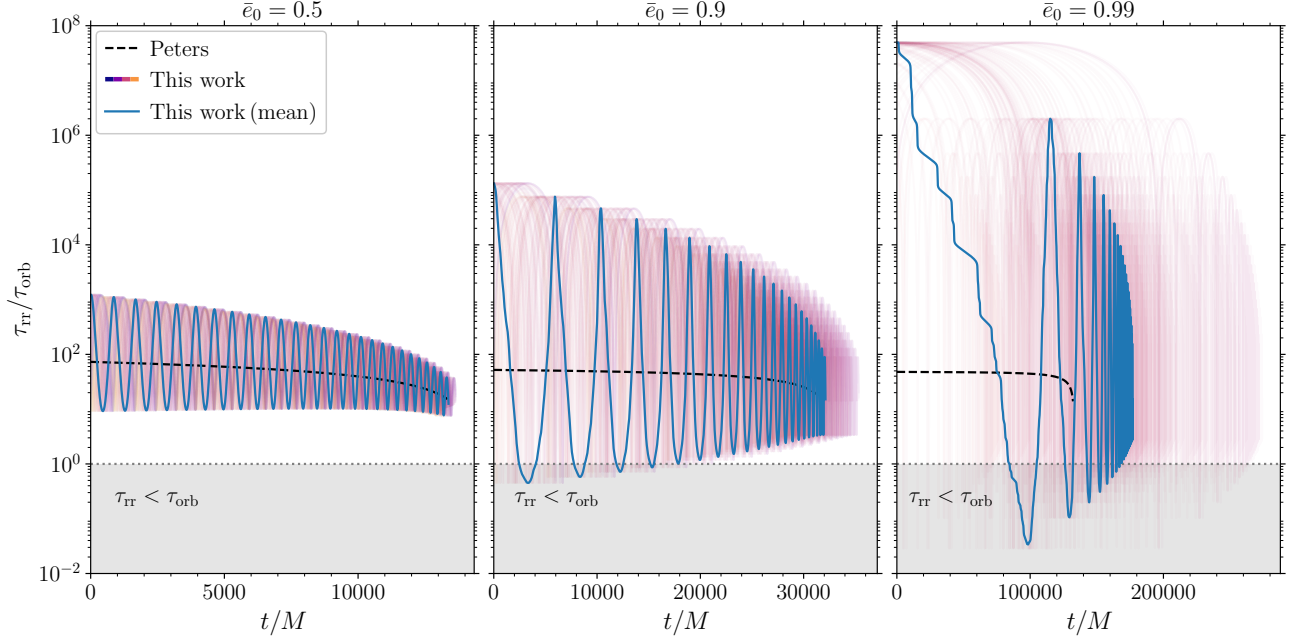 ē₀ = 0.5
ē₀ = 0.9
ē₀ = 0.99
Peters
This work
This work (mean)
τ_rr/τ_orb
10⁸
10⁶
10⁴
10²
10⁰
10⁻²
τ_rr < τ_orb
τ_rr < τ_orb
τ_rr < τ_orb
0 5000 10000
0 10000 20000 30000
0 100000 200000
t/M
t/M
t/M